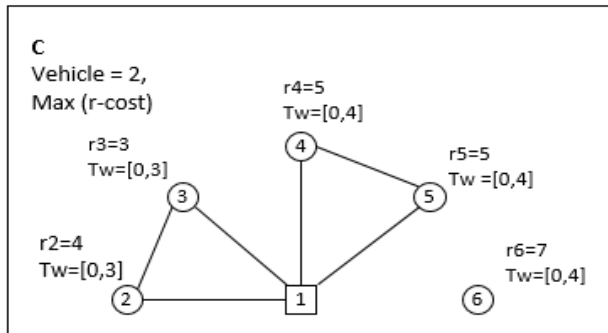 C
Vehicle = 2,
Max (r-cost)
r4=5
Tw=[0,4]
r3=3
Tw=[0,3]
4
r5=5
Tw =[0,4]
3
5
r2=4
Tw=[0,3]
r6=7
Tw=[0,4]
2
1
6